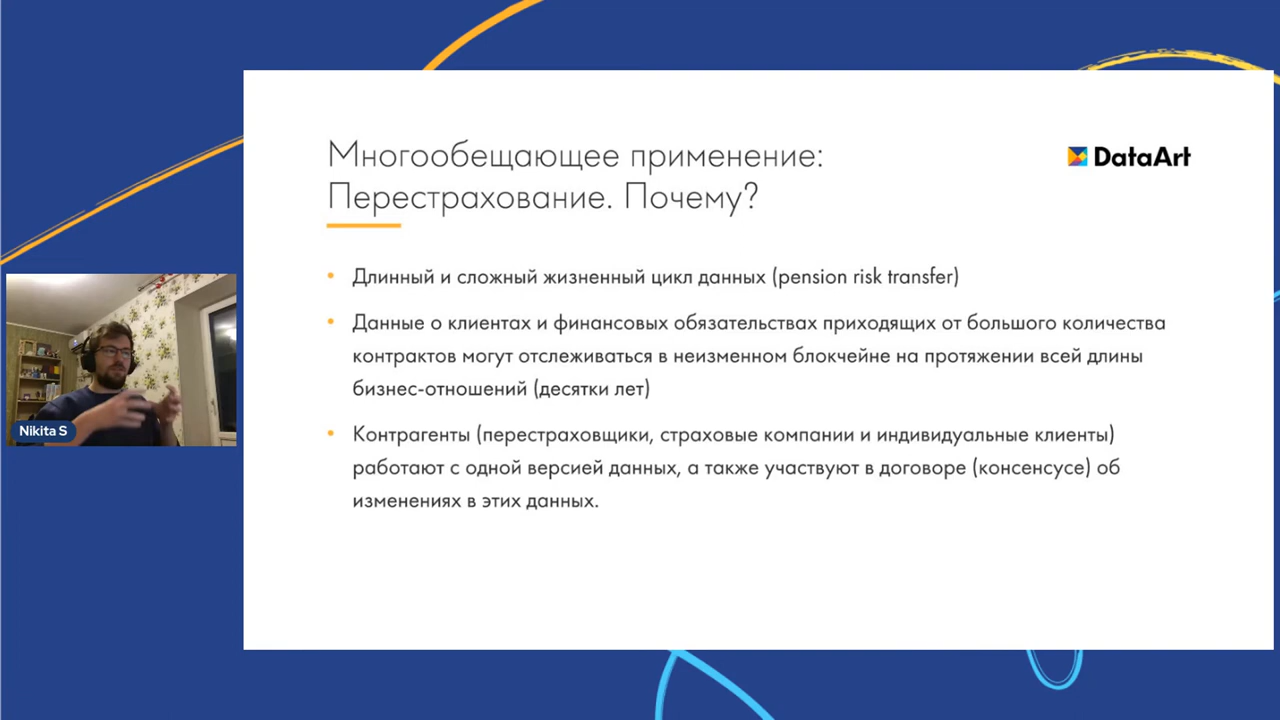 Многообещающее применение:
Перестрахование. Почему?
DataArt
• Длинный и сложный жизненный цикл данных (pension risk transfer)
• Данные о клиентах и финансовых обязательствах приходящих от большого количества
контрактов могут отслеживаться в неизменном блокчейне на протяжении всей длины
бизнес-отношений (десятки лет)
• Контрагенты (перестраховщики, страховые компании и индивидуальные клиенты)
работают с одной версией данных, а также участвуют в договоре (консенсусе) об
изменениях в этих данных.
Nikita S